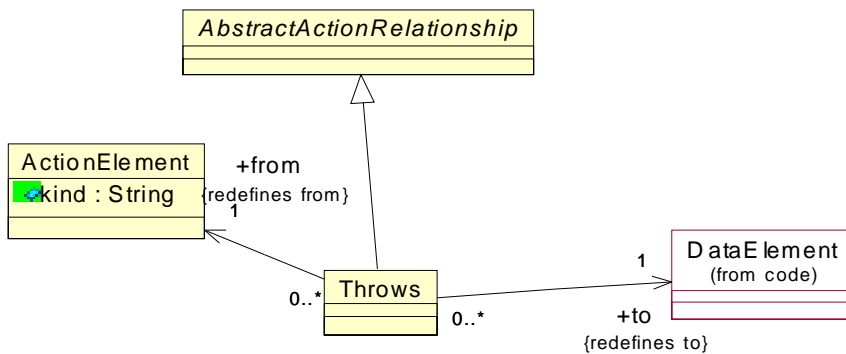 AbstractActionRelationship
ActionElement
kind : String
+from
{redefines from}
1
Throws
0..*
0..*
1
DataElement
(from code)
+to
{redefines to}